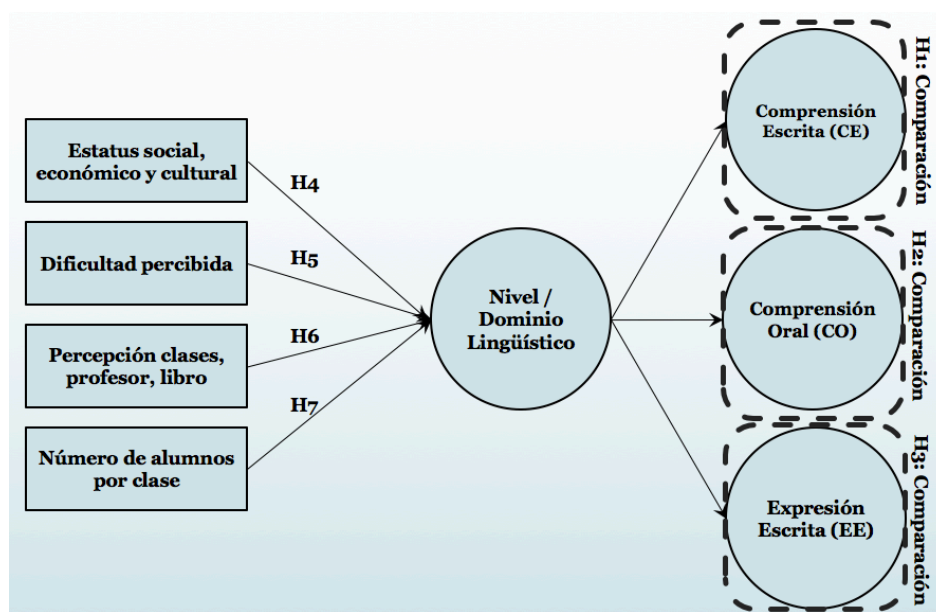 Estatus social,
económico y cultural
Dificultad percibida
Percepción clases,
profesor, libro
Número de alumnos
por clase
H4
H5
H6
H7
Nivel /
Dominio
Lingüístico
Comprensión
Escrita (CE)
H1: Comparación
Comprensión
Oral (CO)
H2: Comparación
Expresión
Escrita (EE)
H3: Comparación